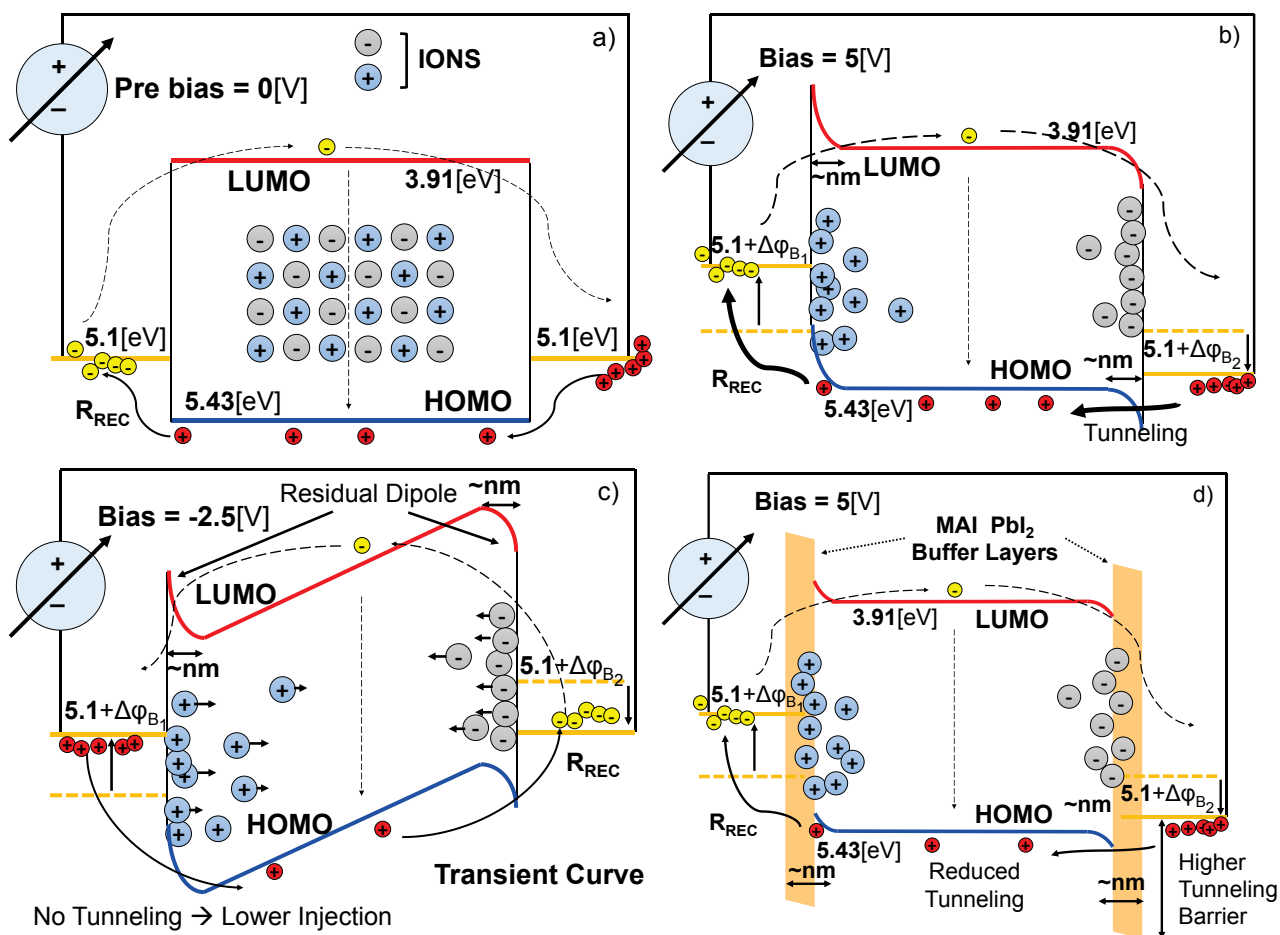 a)
Pre bias = 0[V]
+
−
-
+
IONS
-
LUMO
3.91[eV]
- + - + - +
+ - + - + -
- + - + - +
+ - + - + -
5.1[eV]
5.1[eV]
- - - - - -
+ + + + + +
RREC
5.43[eV]
HOMO
+ + + +
b)
Bias = 5[V]
+
−
-
3.91[eV]
~nm
LUMO
5.1+ΔφB1
HOMO
~nm
5.1+ΔφB2
RREC
5.43[eV]
Tunneling
c)
Residual Dipole
~nm
Bias = -2.5[V]
+
−
-
LUMO
~nm
5.1+ΔφB1
5.1+ΔφB2
RREC
HOMO
Transient Curve
No Tunneling → Lower Injection
d)
Bias = 5[V]
MAI PbI2
Buffer Layers
+
−
-
3.91[eV]
LUMO
5.1+ΔφB1
~nm
5.1+ΔφB2
HOMO
RREC
5.43[eV]
~nm
Reduced
Tunneling
~nm
Higher
Tunneling
Barrier